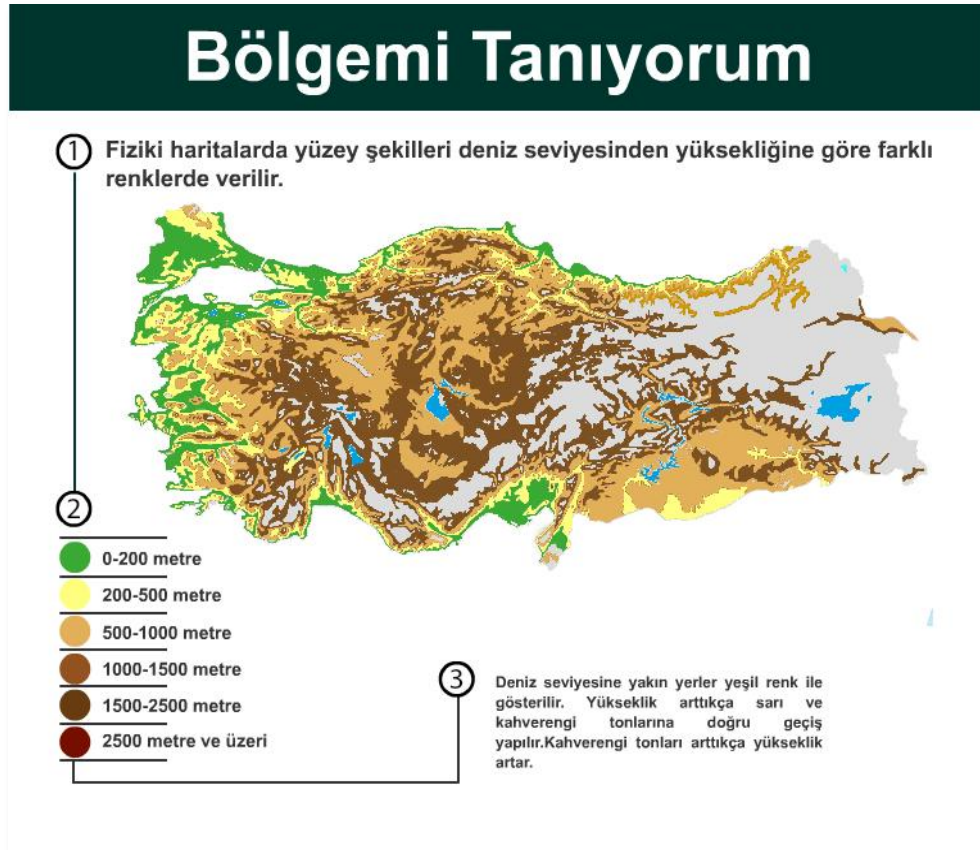 Bölgemi Tanıyorum
1
Fiziki haritalarda yüzey şekilleri deniz seviyesinden yüksekliğine göre farklı
renklerde verilir.
2
0-200 metre
200-500 metre
500-1000 metre
1000-1500 metre
1500-2500 metre
2500 metre ve üzeri
3
Deniz seviyesine yakın yerler yeşil renk ile
gösterilir. Yükseklik arttıkça sarı ve
kahverengi tonlarına doğru geçiş
yapılır.Kahverengi tonları arttıkça yükseklik
artar.